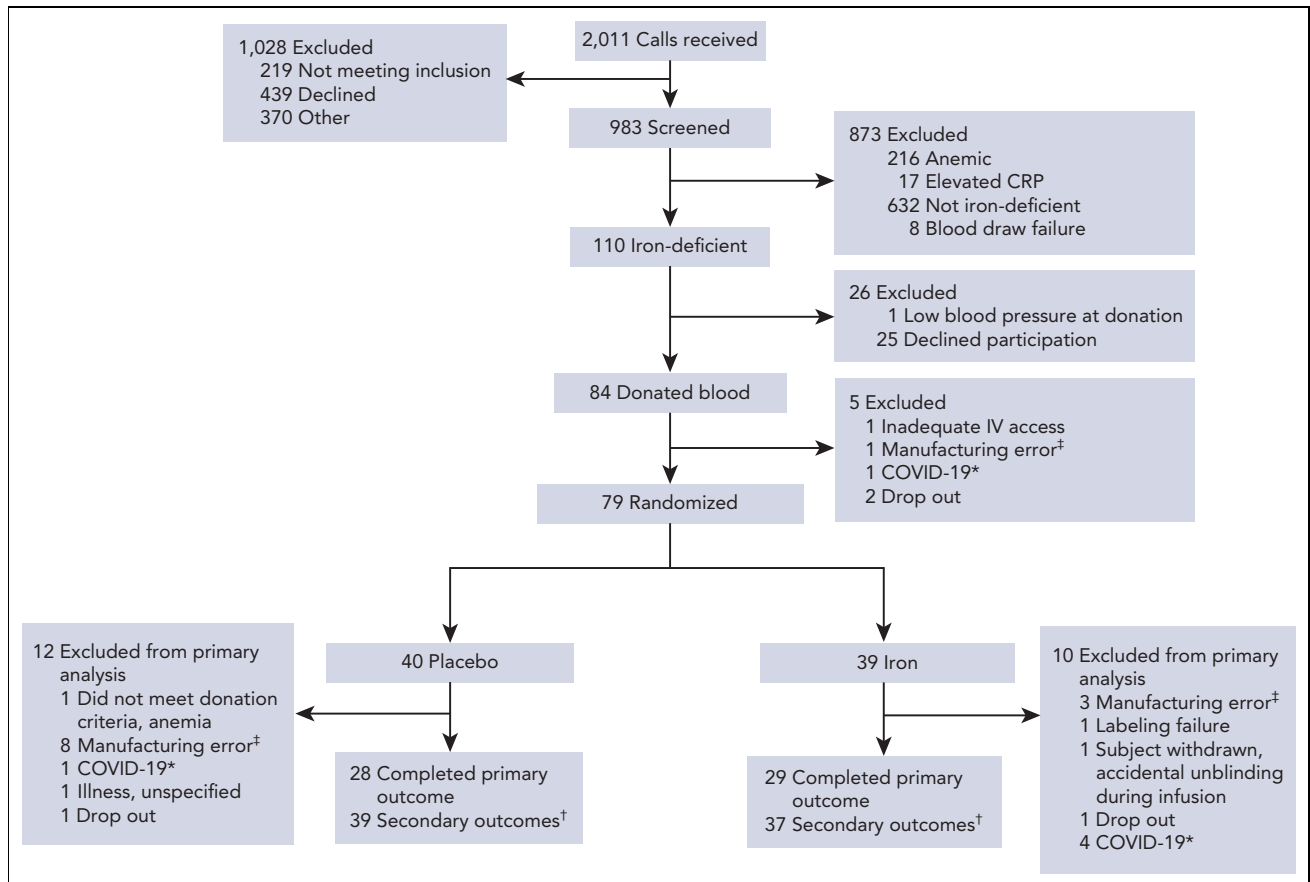 2,011 Calls received
1,028 Excluded
219 Not meeting inclusion
439 Declined
370 Other
983 Screened
873 Excluded
216 Anemic
17 Elevated CRP
632 Not iron-deficient
8 Blood draw failure
110 Iron-deficient
26 Excluded
1 Low blood pressure at donation
25 Declined participation
84 Donated blood
5 Excluded
1 Inadequate IV access
1 Manufacturing error‡
1 COVID-19*
2 Drop out
79 Randomized
40 Placebo
12 Excluded from primary
analysis
1 Did not meet donation
criteria, anemia
8 Manufacturing error‡
1 COVID-19*
1 Illness, unspecified
1 Drop out
28 Completed primary
outcome
39 Secondary outcomes†
39 Iron
10 Excluded from primary
analysis
3 Manufacturing error‡
1 Labeling failure
1 Subject withdrawn,
accidental unblinding
during infusion
1 Drop out
4 COVID-19*
29 Completed primary
outcome
37 Secondary outcomes†